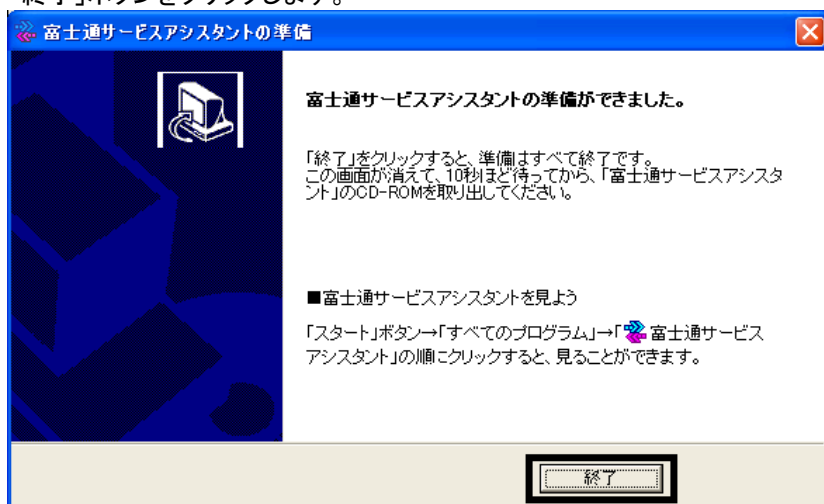 終了」ボタンをクリックします。
富士通サービスアシスタントの準備
富士通サービスアシスタントの準備ができました。
「終了」をクリックすると、準備はすべて終了です。
この画面が消えて、10秒ほど待ってから、「富士通サービスアシスタ
ント」のCD-ROMを取り出してください。
■富士通サービスアシスタントを見よう
「スタート」ボタン→「すべてのプログラム」→「富士通サービス
アシスタント」の順にクリックすると、見ることができます。
終了